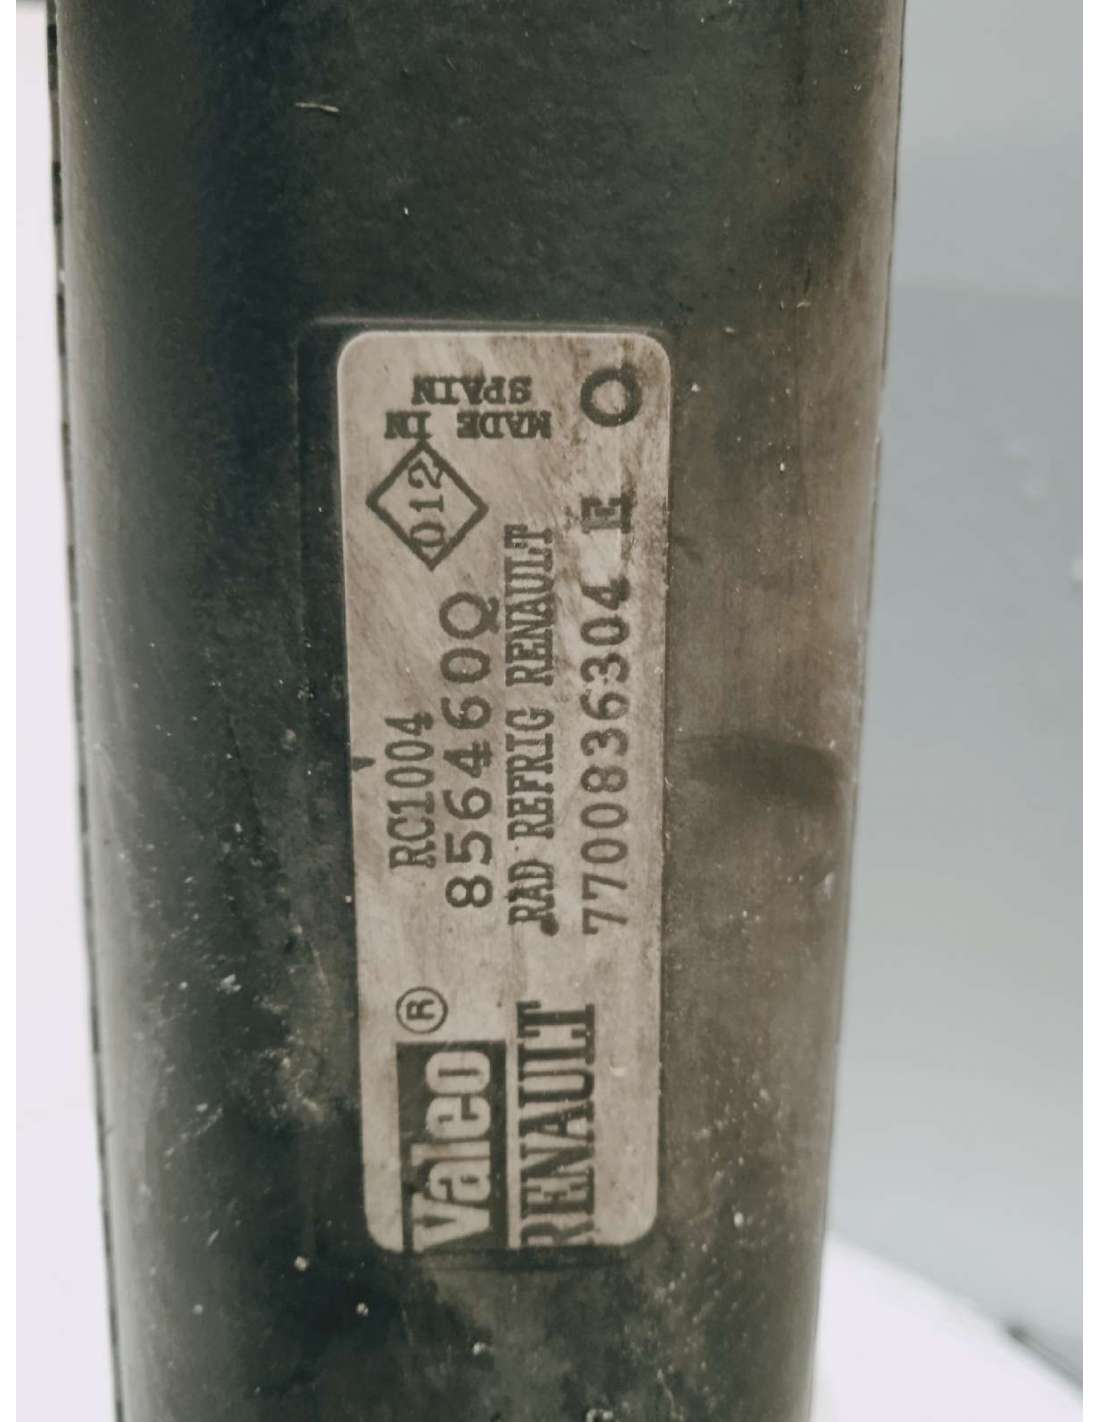 Valeo ®
RENAULT
RC1004
856460Q
RAD REFRIG RENAULT
7700836304 E
012
MADE IN
SPAIN
O